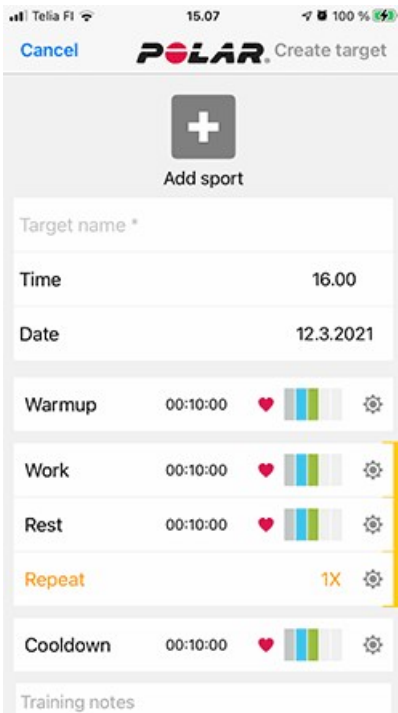 Telia FI 15.07 100 %
Cancel POLAR. Create target
Add sport
Target name *
Time 16.00
Date 12.3.2021
Warmup 00:10:00
Work 00:10:00
Rest 00:10:00
Repeat 1X
Cooldown 00:10:00
Training notes